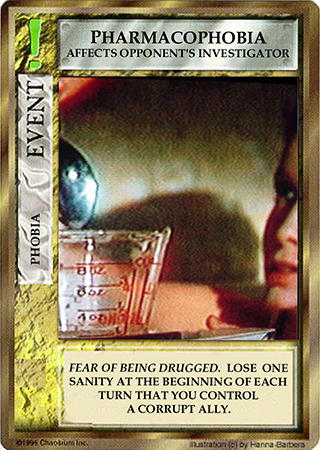 PHARMACOPHOBIA
AFFECTS OPPONENT'S INVESTIGATOR
PHOBIA EVENT
FEAR OF BEING DRUGGED. LOSE ONE
SANITY AT THE BEGINNING OF EACH
TURN THAT YOU CONTROL
A CORRUPT ALLY.
©1996 Chaosium Inc.
Illustration (c) by Hanna-Barbera